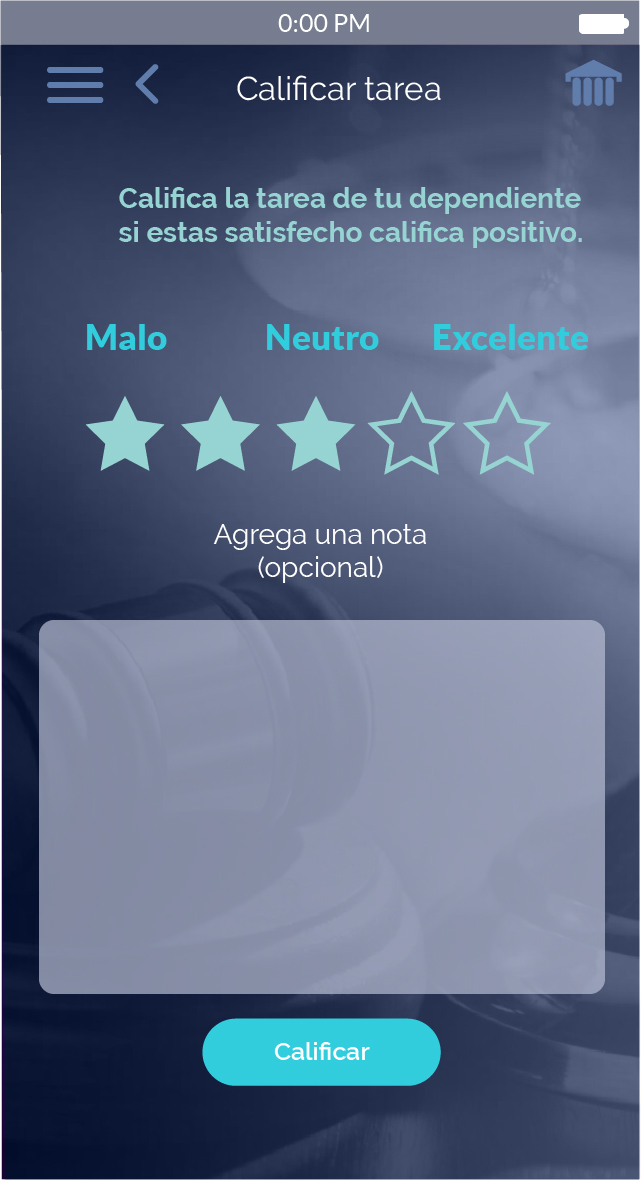 0:00 PM
Calificar tarea
Califica la tarea de tu dependiente
si estas satisfecho califica positivo.
Malo Neutro Excelente
Agrega una nota
(opcional)
Calificar